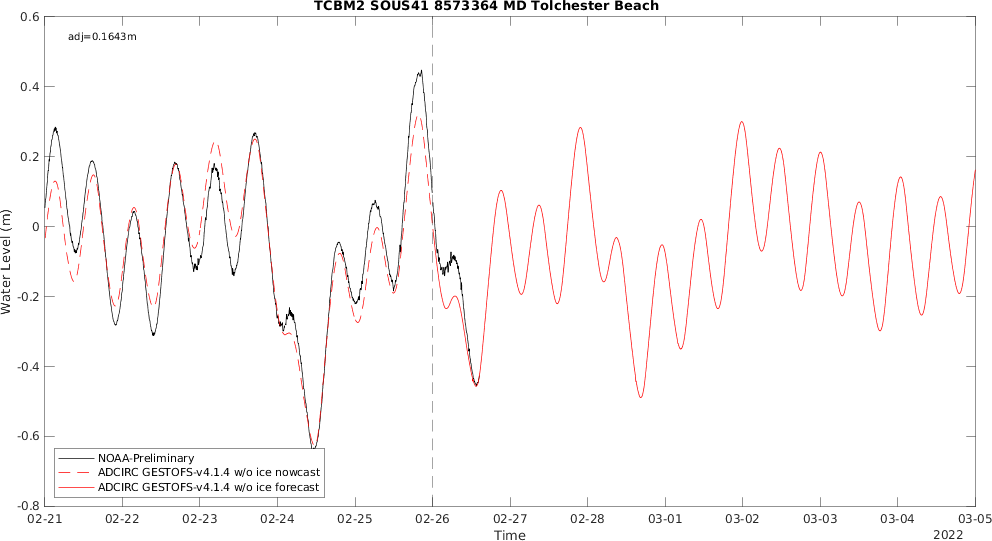 TCBM2 SOUS41 8573364 MD Tolchester Beach
adj=0.1643m
0.6
0.4
0.2
0
-0.2
-0.4
-0.6
-0.8
Water Level (m)
NOAA-Preliminary
ADCIRC GESTOFS-v4.1.4 w/o ice nowcast
ADCIRC GESTOFS-v4.1.4 w/o ice forecast
02-21 02-22 02-23 02-24 02-25 02-26 02-27 02-28 03-01 03-02 03-03 03-04 03-05
Time
2022